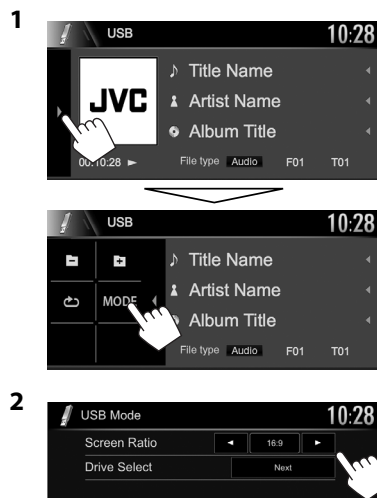 1
USB 10:28
JVC
Title Name
Artist Name
Album Title
00:10:28 File type Audio F01 T01
USB 10:28
Title Name
MODE
Artist Name
Album Title
File type Audio F01 T01
2
USB Mode 10:28
Screen Ratio 16:9
Drive Select Next